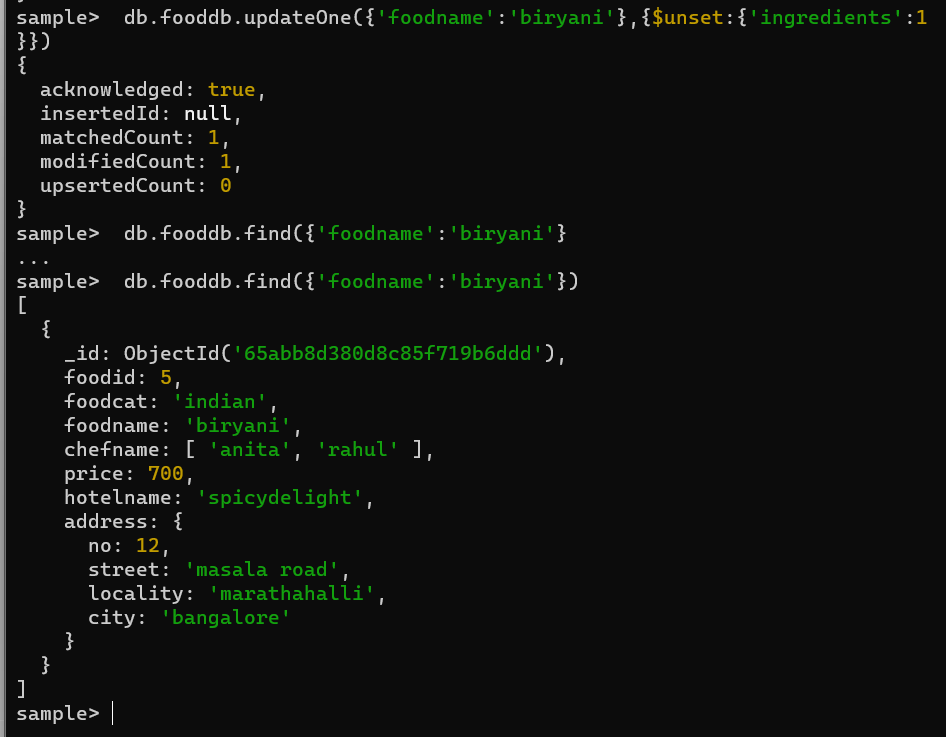 sample>  db.fooddb.updateOne({'foodname':'biryani'},{$unset:{'ingredients':1
}})
{
  acknowledged: true,
  insertedId: null,
  matchedCount: 1,
  modifiedCount: 1,
  upsertedCount: 0
}
sample>  db.fooddb.find({'foodname':'biryani'}
...
sample>  db.fooddb.find({'foodname':'biryani'})
[
  {
    _id: ObjectId('65abb8d380d8c85f719b6ddd'),
    foodid: 5,
    foodcat: 'indian',
    foodname: 'biryani',
    chefname: [ 'anita', 'rahul' ],
    price: 700,
    hotelname: 'spicydelight',
    address: {
      no: 12,
      street: 'masala road',
      locality: 'marathahalli',
      city: 'bangalore'
    }
  }
]
sample>